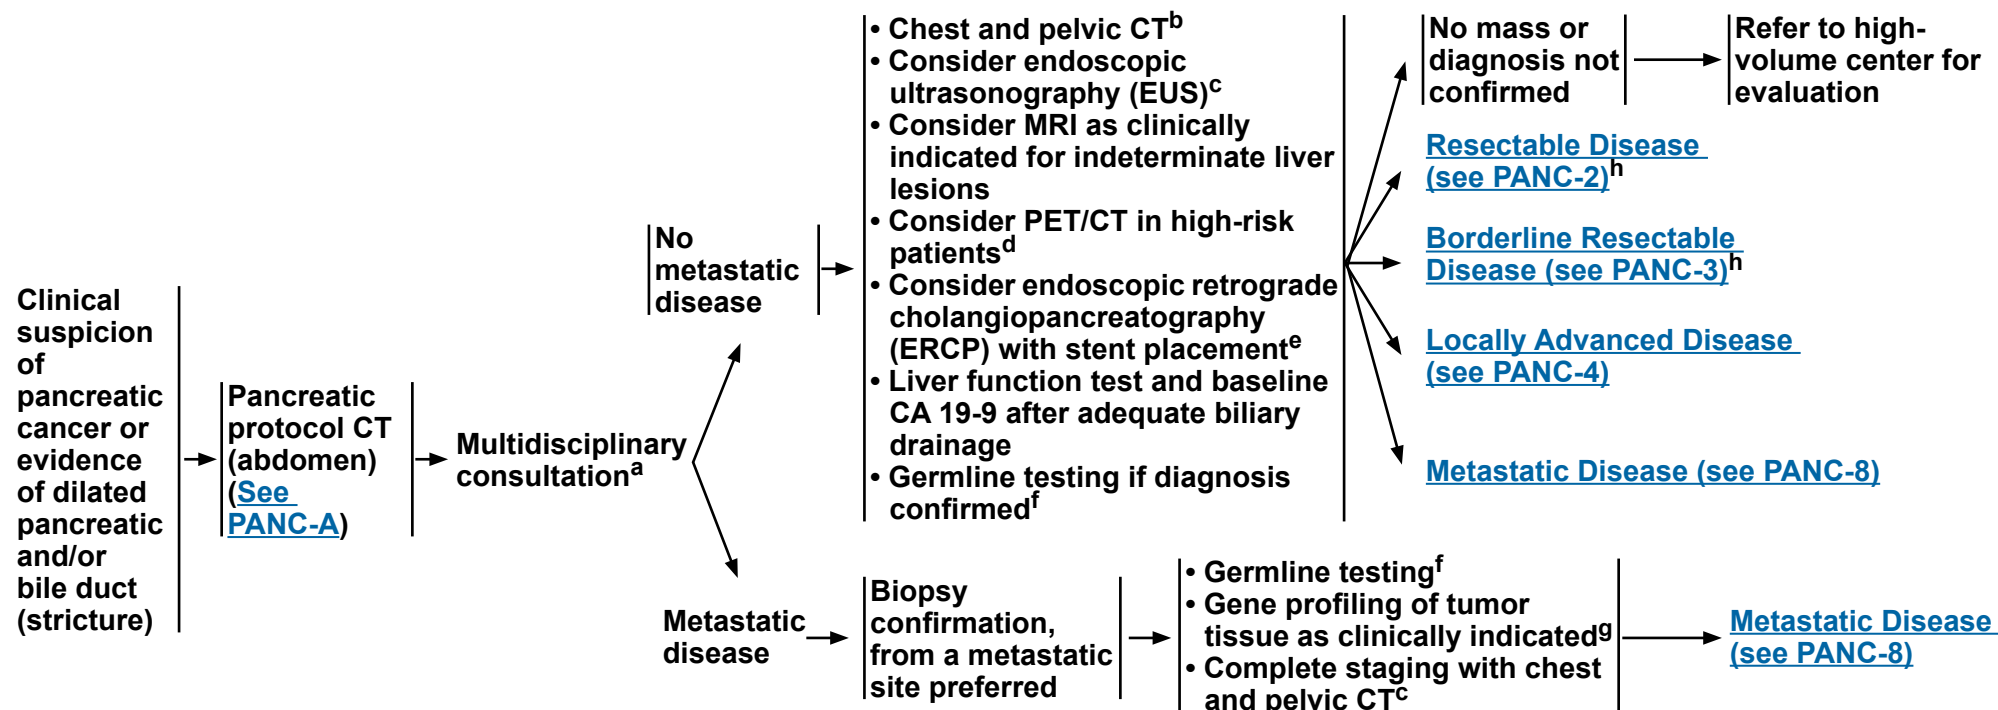 Clinical
suspicion
of
pancreatic
cancer or
evidence
of dilated
pancreatic
and/or
bile duct
(stricture)
Pancreatic
protocol CT
(abdomen)
(See
PANC-A)
Multidisciplinary
consultationa
No
metastatic
disease
• Chest and pelvic CTb
• Consider endoscopic
ultrasonography (EUS)c
• Consider MRI as clinically
indicated for indeterminate liver
lesions
• Consider PET/CT in high-risk
patientsd
• Consider endoscopic retrograde
cholangiopancreatography
(ERCP) with stent placemente
• Liver function test and baseline
CA 19-9 after adequate biliary
drainage
• Germline testing if diagnosis
confirmedf
No mass or
diagnosis not
confirmed
Refer to high-
volume center for
evaluation
Resectable Disease
(see PANC-2)h
Borderline Resectable
Disease (see PANC-3)h
Locally Advanced Disease
(see PANC-4)
Metastatic Disease (see PANC-8)
Metastatic
disease
Biopsy
confirmation,
from a metastatic
site preferred
• Germline testingf
• Gene profiling of tumor
tissue as clinically indicatedg
• Complete staging with chest
and pelvic CTc
Metastatic Disease
(see PANC-8)